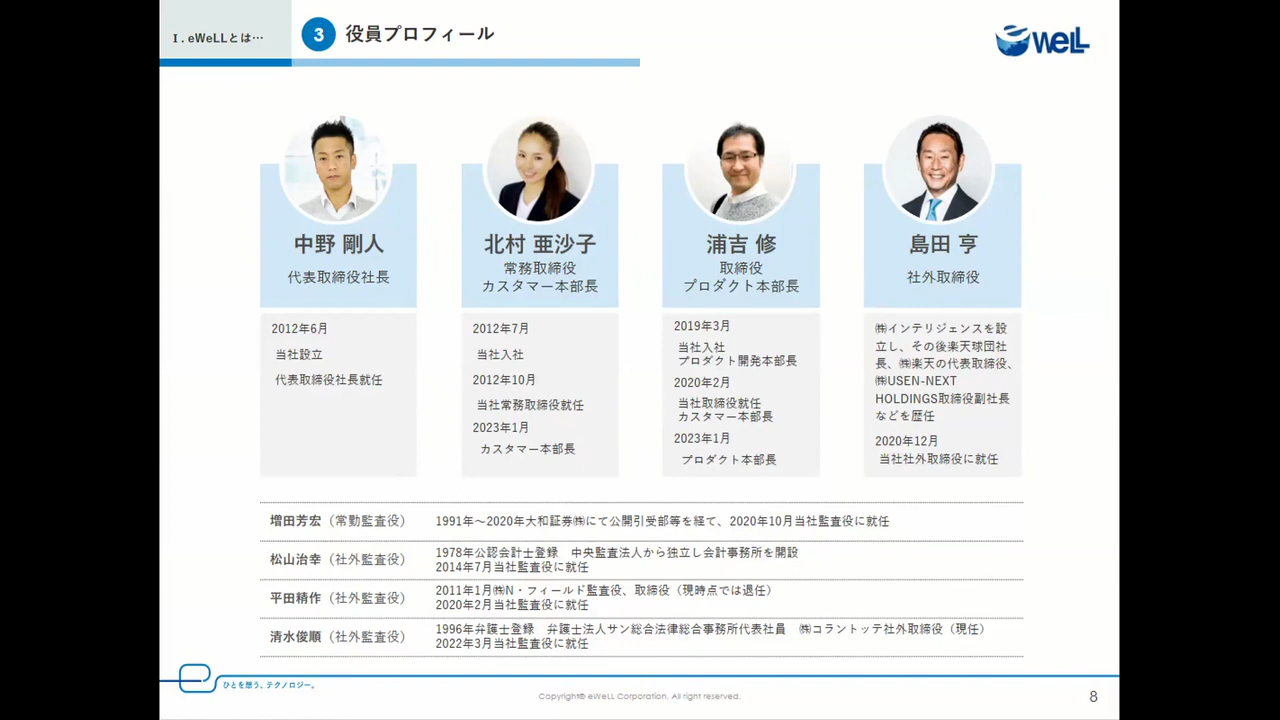 Ⅰ. eWeLLとは…
3 役員プロフィール
eWeLL
中野 剛人
代表取締役社長
2012年6月
当社設立
代表取締役社長就任
北村 亜沙子
常務取締役
カスタマー本部長
2012年7月
当社入社
2012年10月
当社常務取締役就任
2023年1月
カスタマー本部長
浦吉 修
取締役
プロダクト本部長
2019年3月
当社入社
プロダクト開発本部長
2020年2月
当社取締役就任
カスタマー本部長
2023年1月
プロダクト本部長
島田 亨
社外取締役
㈱インテリジェンスを設
立し、その後楽天球団社
長、㈱楽天の代表取締役、
㈱USEN-NEXT
HOLDINGS取締役副社長
などを歴任
2020年12月
当社社外取締役に就任
増田芳宏（常勤監査役） 1991年～2020年大和証券㈱にて公開引受部等を経て、2020年10月当社監査役に就任
松山治幸（社外監査役） 1978年公認会計士登録　中央監査法人から独立し会計事務所を開設
2014年7月当社監査役に就任
平田精作（社外監査役） 2011年1月㈱N・フィールド監査役、取締役（現時点では退任）
2020年2月当社監査役に就任
清水俊順（社外監査役） 1996年弁護士登録　弁護士法人サン総合法律総合事務所代表社員　㈱コラントッテ社外取締役（現任）
2022年3月当社監査役に就任
ひとを想う、テクノロジー。
Copyright© eWeLL Corporation. All right reserved.
8